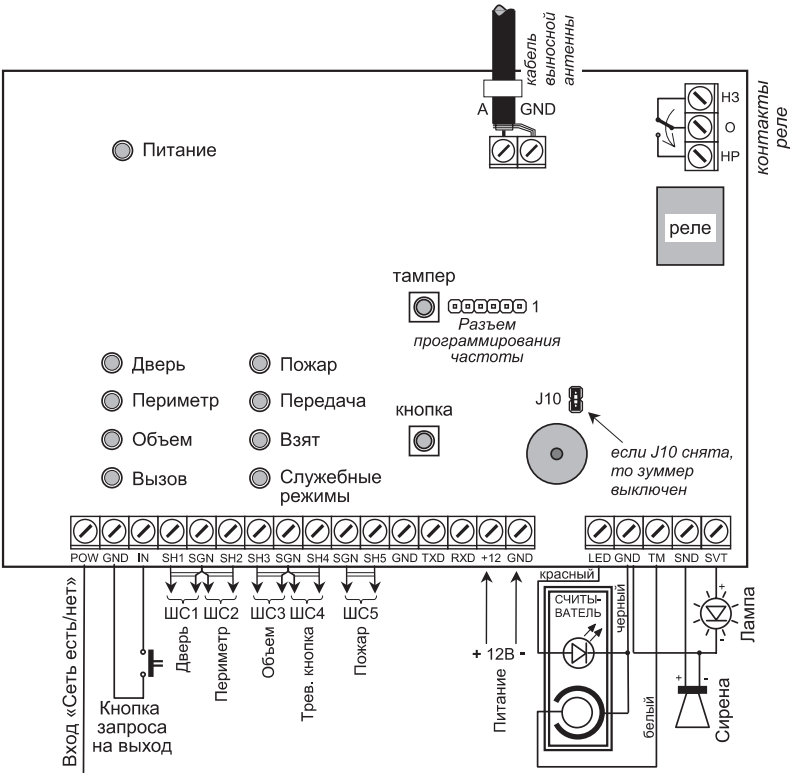 кабель
выносной
антенны
A GND
НЗ
О
НР
контакты
реле
Питание
реле
тампер
1
Разъем
программирования
частоты
Дверь
Пожар
Периметр
Передача
Объем
Взят
Вызов
Служебные
режимы
кнопка
J10
если J10 снята,
то зуммер
выключен
POW GND IN SH1 SGN SH2 SH3 SGN SH4 SGN SH5 GND TXD RXD +12 GND
LED GND TM SND SVT
Вход «Сеть есть/нет»
Кнопка
запроса
на выход
ШС1 ШС2 ШС3 ШС4 ШС5
Дверь
Периметр
Объем
Трев. кнопка
Пожар
+ 12В -
Питание
красный
СЧИТЫ-
ВАТЕЛЬ
черный
белый
+
-
Лампа
+ -
Сирена